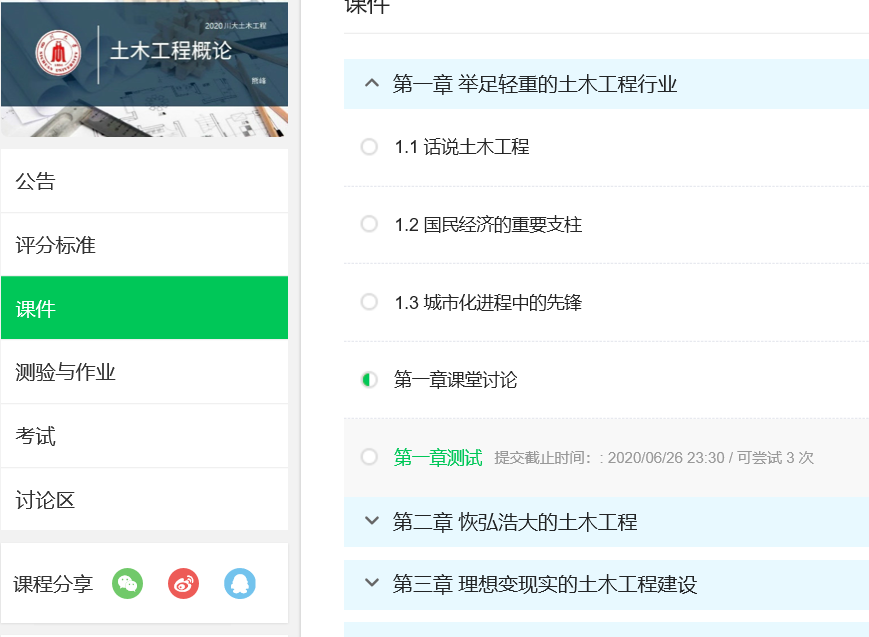 2020 川大土木工程
土木工程概论
公告
评分标准
课件
测验与作业
考试
讨论区
课程分享
课件
第一章 举足轻重的土木工程行业
1.1 话说土木工程
1.2 国民经济的重要支柱
1.3 城市化进程中的先锋
第一章课堂讨论
第一章测试 提交截止时间：: 2020/06/26 23:30 / 可尝试 3 次
第二章 恢弘浩大的土木工程
第三章 理想变现实的土木工程建设